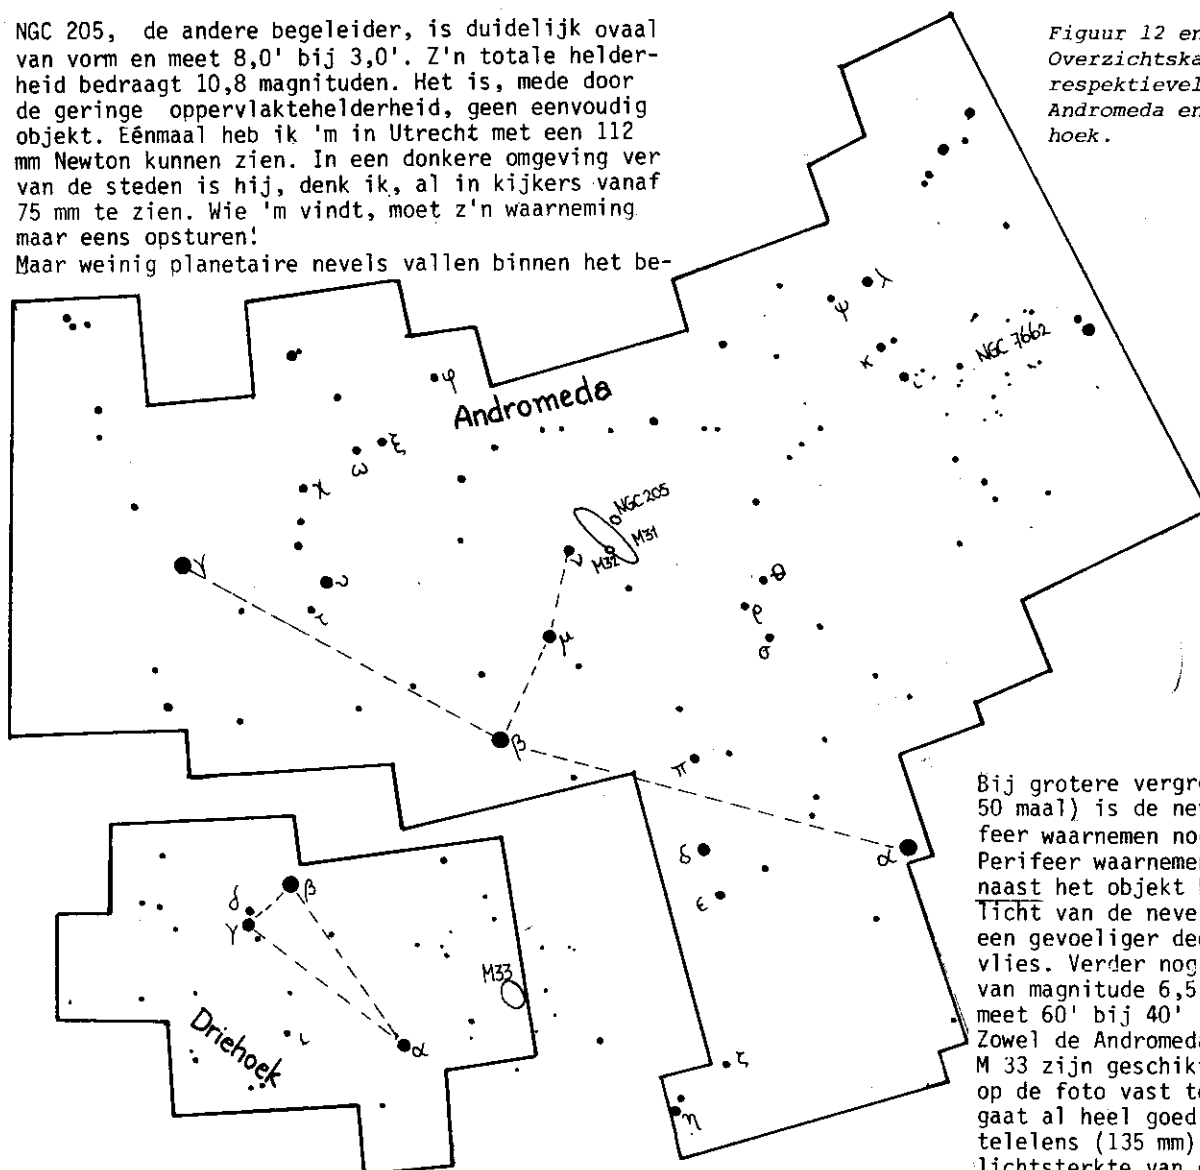 NGC 205, de andere begeleider, is duidelijk ovaal
van vorm en meet 8,0' bij 3,0'. Z'n totale helder-
heid bedraagt 10,8 magnituden. Het is, mede door
de geringe oppervlaktehelderheid, geen eenvoudig
objekt. Eénmaal heb ik 'm in Utrecht met een 112
mm Newton kunnen zien. In een donkere omgeving ver
van de steden is hij, denk ik, al in kijkers vanaf
75 mm te zien. Wie 'm vindt, moet z'n waarneming
maar eens opsturen!
Maar weinig planetaire nevels vallen binnen het be-
Figuur 12 en
Overzichtska
respektievel
Andromeda en
hoek.
λ
ψ
κ
ι
NGC 7662
φ
Andromeda
ξ
ω
χ
NGC 205
M31
M32
ν
γ
υ
τ
θ
ρ
σ
μ
β
π
δ
ε
α
ζ
η
β
δ
γ
M33
Driehoek
ι
α
Bij grotere vergro
50 maal) is de nev
feer waarnemen noo
Perifeer waarnemen
naast het objekt k
licht van de neve
een gevoeliger dee
vlies. Verder nog
van magnitude 6,5
meet 60' bij 40'
Zowel de Andromeda
M 33 zijn geschikt
op de foto vast te
gaat al heel goed
telelens (135 mm)
lichtsterkte van